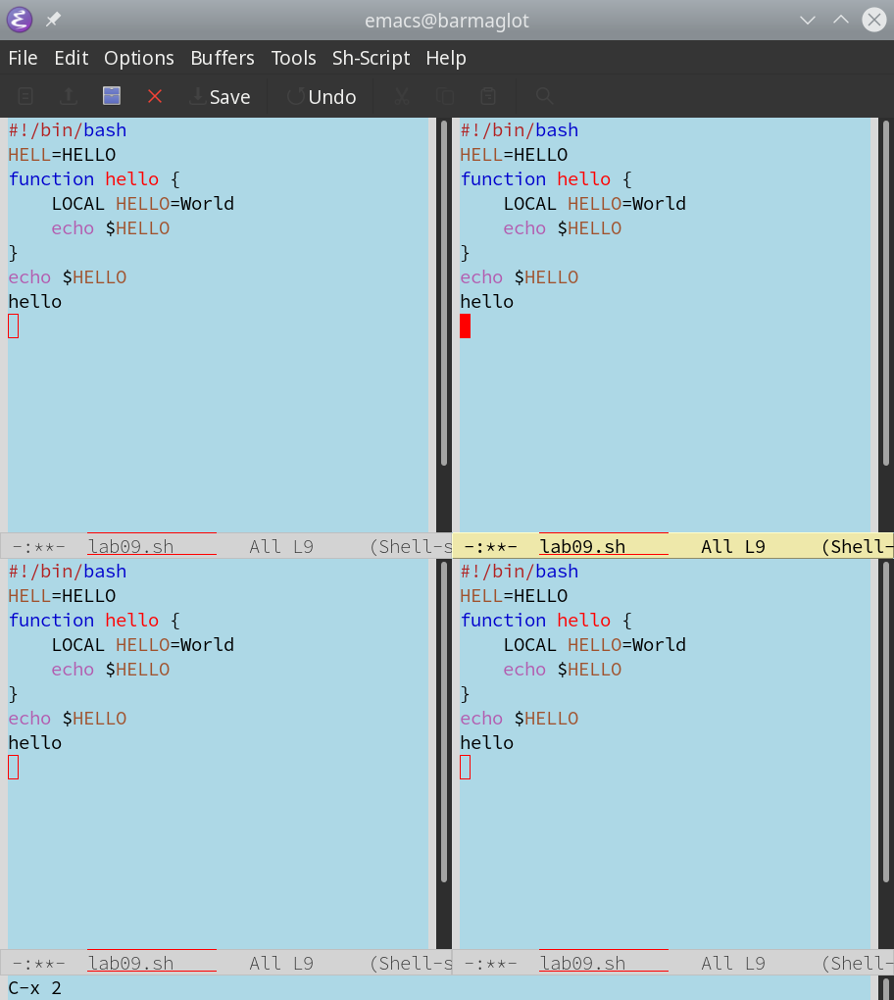 emacs@barmaglot
File Edit Options Buffers Tools Sh-Script Help
Save Undo
#!/bin/bash
HELL=HELLO
function hello {
    LOCAL HELLO=World
    echo $HELLO
}
echo $HELLO
hello
-:**-  lab09.sh    All L9    (Shell-s
#!/bin/bash
HELL=HELLO
function hello {
    LOCAL HELLO=World
    echo $HELLO
}
echo $HELLO
hello
-:**-  lab09.sh    All L9    (Shell-
#!/bin/bash
HELL=HELLO
function hello {
    LOCAL HELLO=World
    echo $HELLO
}
echo $HELLO
hello
-:**-  lab09.sh    All L9    (Shell-s
#!/bin/bash
HELL=HELLO
function hello {
    LOCAL HELLO=World
    echo $HELLO
}
echo $HELLO
hello
-:**-  lab09.sh    All L9    (Shell-
C-x 2